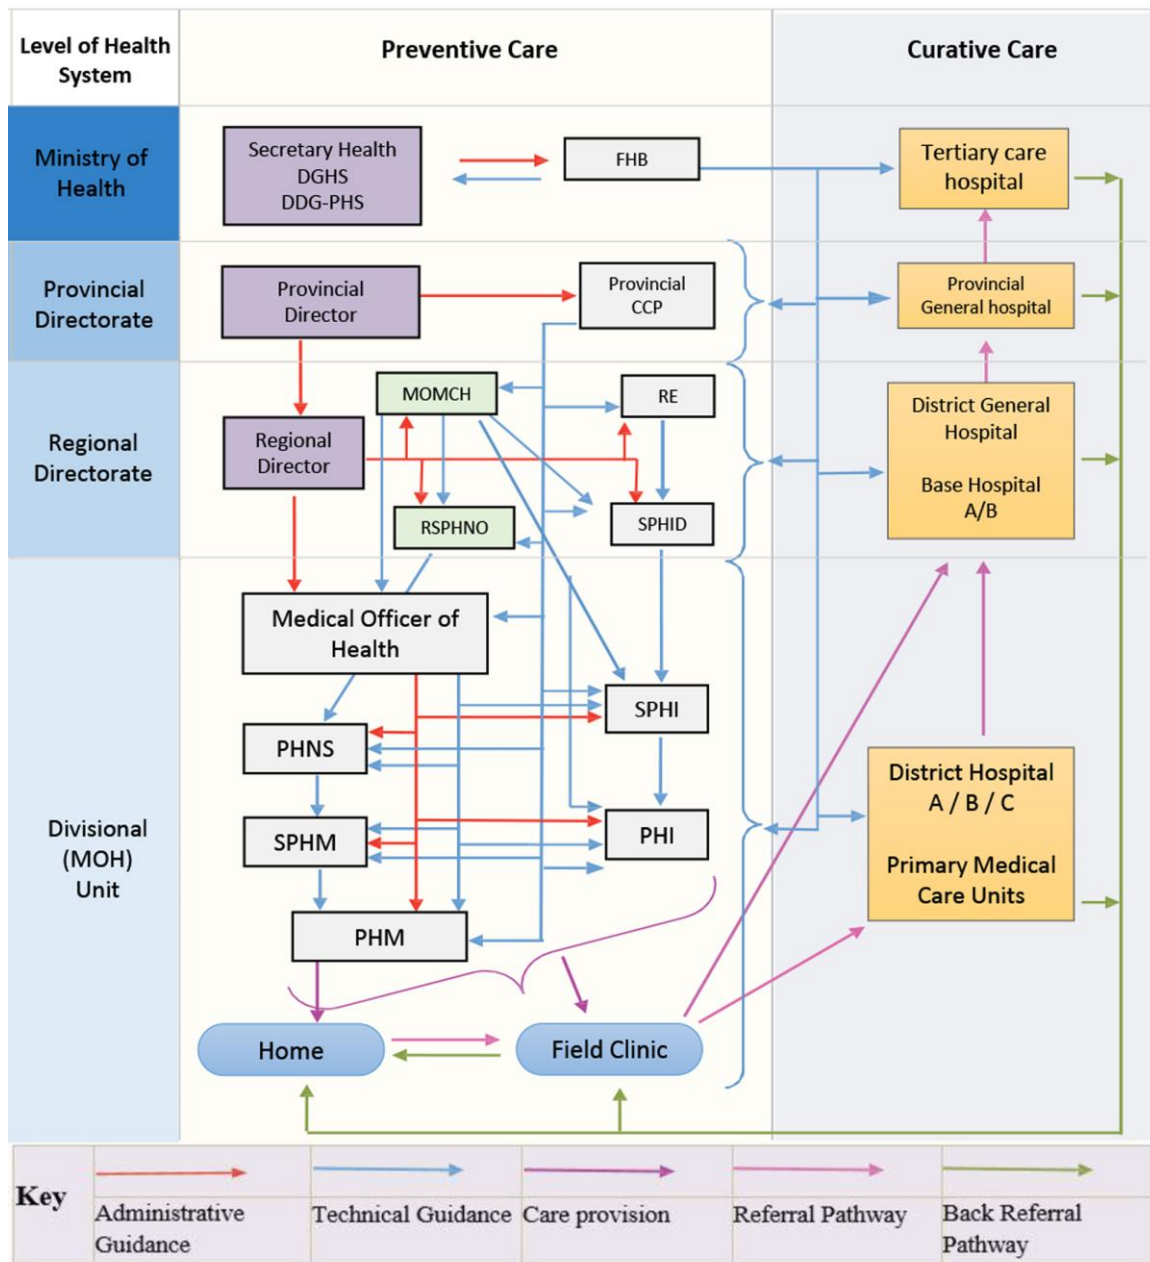 Level of Health
System
Preventive Care
Curative Care
Ministry of
Health
Secretary Health
DGHS
DDG-PHS
FHB
Tertiary care
hospital
Provincial
Directorate
Provincial
Director
Provincial
CCP
Provincial
General hospital
Regional
Directorate
MOMCH
RE
Regional
Director
RSPHNO
SPHID
District General
Hospital
Base Hospital
A/B
Divisional
(MOH)
Unit
Medical Officer of
Health
PHNS
SPHI
SPHM
PHI
PHM
District Hospital
A / B / C
Primary Medical
Care Units
Home
Field Clinic
Key
Administrative
Guidance
Technical Guidance
Care provision
Referral Pathway
Back Referral
Pathway